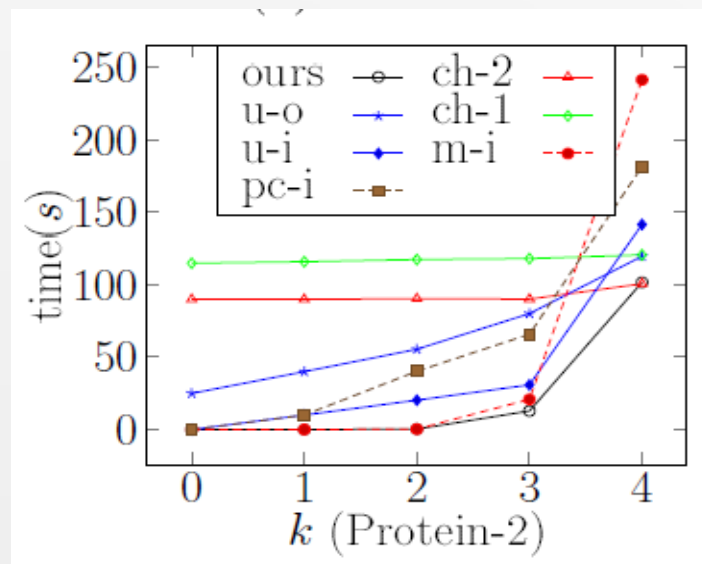 250
200
150
100
50
0
time(s)
ours
ch-2
u-o
ch-1
u-i
m-i
pc-i
0 1 2 3 4
k (Protein-2)